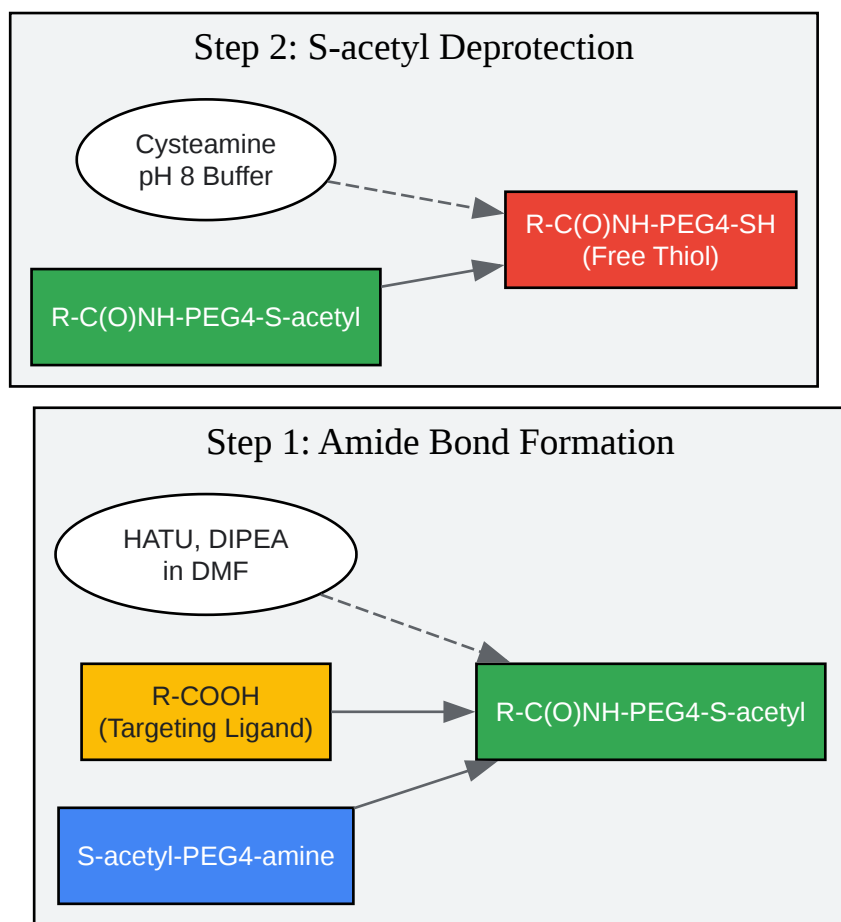 Step 2: S-acetyl Deprotection
Cysteamine
pH 8 Buffer
R-C(O)NH-PEG4-SH
(Free Thiol)
R-C(O)NH-PEG4-S-acetyl
Step 1: Amide Bond Formation
HATU, DIPEA
in DMF
R-COOH
(Targeting Ligand)
R-C(O)NH-PEG4-S-acetyl
S-acetyl-PEG4-amine